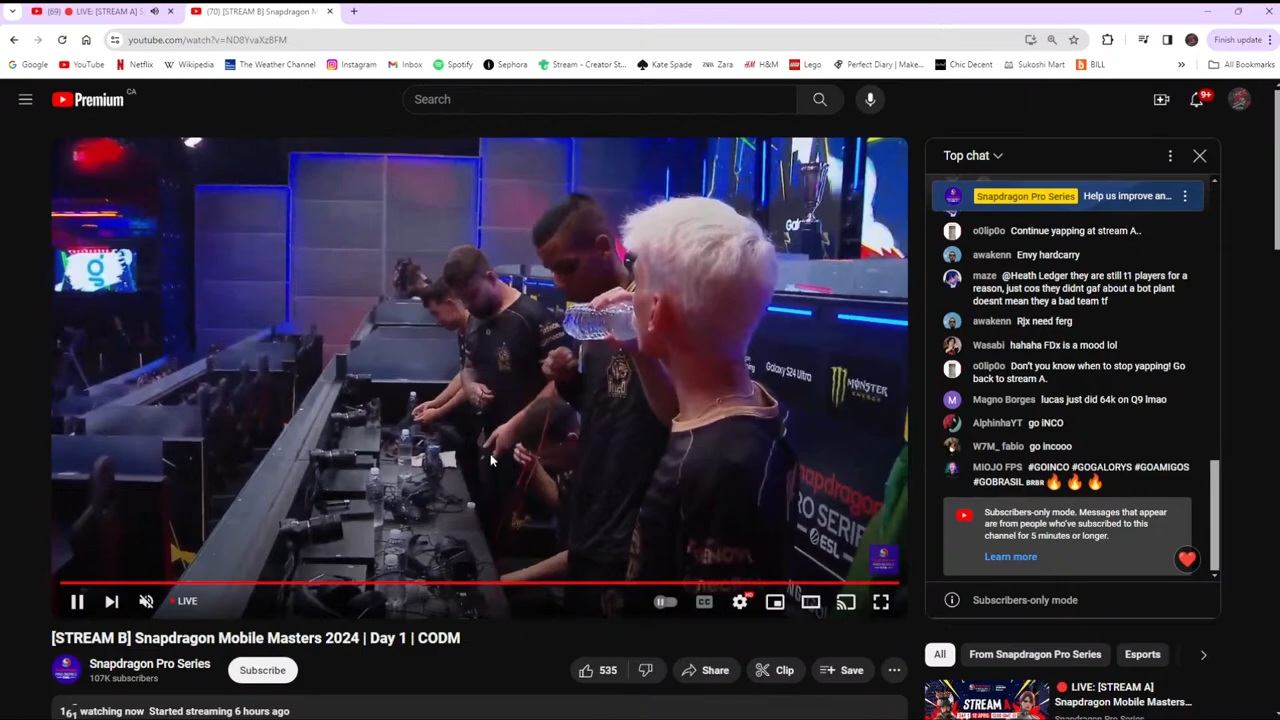 (69) 🔴 LIVE: [STREAM A] S
(70) [STREAM B] Snapdragon M
youtube.com/watch?v=ND8YvaXzBFM
Finish update
Google YouTube Netflix Wikipedia The Weather Channel Instagram Inbox Spotify Sephora Stream - Creator St... Kate Spade Zara H&M Lego Perfect Diary | Make... Chic Decent Sukoshi Mart BILL All Bookmarks
Premium CA
Search
9+
Top chat
Snapdragon Pro Series Help us improve an...
o0lip0o Continue yapping at stream A..
awakenn Envy hardcarry
maze @Heath Ledger they are still t1 players for a
reason, just cos they didnt gaf about a bot plant
doesnt mean they a bad team tf
awakenn Rjx need ferg
Wasabi hahaha FDx is a mood lol
o0lip0o Don't you know when to stop yapping! Go
back to stream A.
Magno Borges lucas just did 64k on Q9 lmao
AlphinhaYT go iNCO
W7M_ fabio go incooo
MIOJO FPS #GOINCO #GOGALORYS #GOAMIGOS
#GOBRASIL BRBR🔥🔥🔥
Subscribers-only mode. Messages that appear
are from people who've subscribed to this
channel for 5 minutes or longer.
Learn more
Subscribers-only mode
Galaxy S24 Ultra
MONSTER
ENERGY
snapdragon
PRO SERIES
ESL
LIVE
HD
[STREAM B] Snapdragon Mobile Masters 2024 | Day 1 | CODM
Snapdragon Pro Series
107K subscribers
Subscribe
535
Share
Clip
Save
watching now Started streaming 6 hours ago
All From Snapdragon Pro Series Esports
🔴 LIVE: [STREAM A]
Snapdragon Mobile Masters...
Snapdragon Pro Series